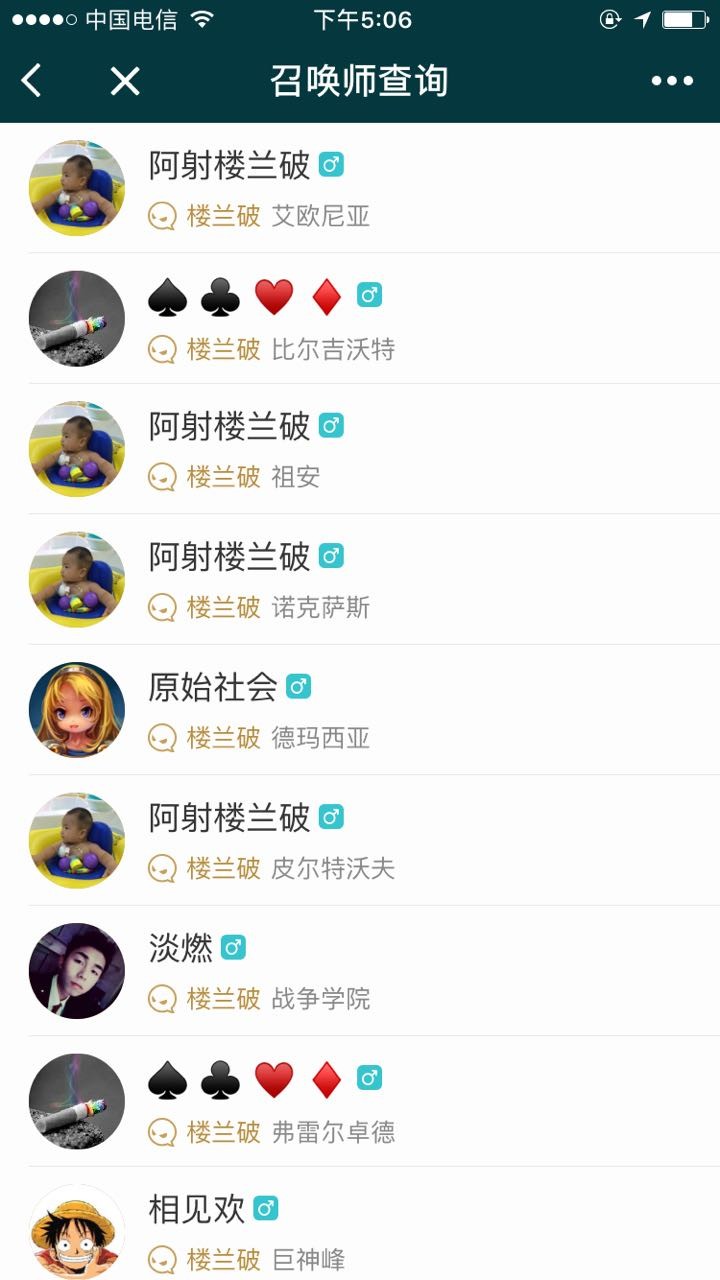 中国电信 下午5:06
召唤师查询
阿射楼兰破
楼兰破 艾欧尼亚
♠♣♥♦
楼兰破 比尔吉沃特
阿射楼兰破
楼兰破 祖安
阿射楼兰破
楼兰破 诺克萨斯
原始社会
楼兰破 德玛西亚
阿射楼兰破
楼兰破 皮尔特沃夫
淡燃
楼兰破 战争学院
♠♣♥♦
楼兰破 弗雷尔卓德
相见欢
楼兰破 巨神峰